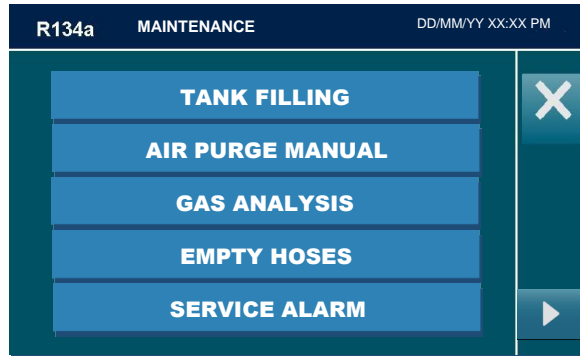 R134a MAINTENANCE DD/MM/YY XX:XX PM
TANK FILLING
AIR PURGE MANUAL
GAS ANALYSIS
EMPTY HOSES
SERVICE ALARM